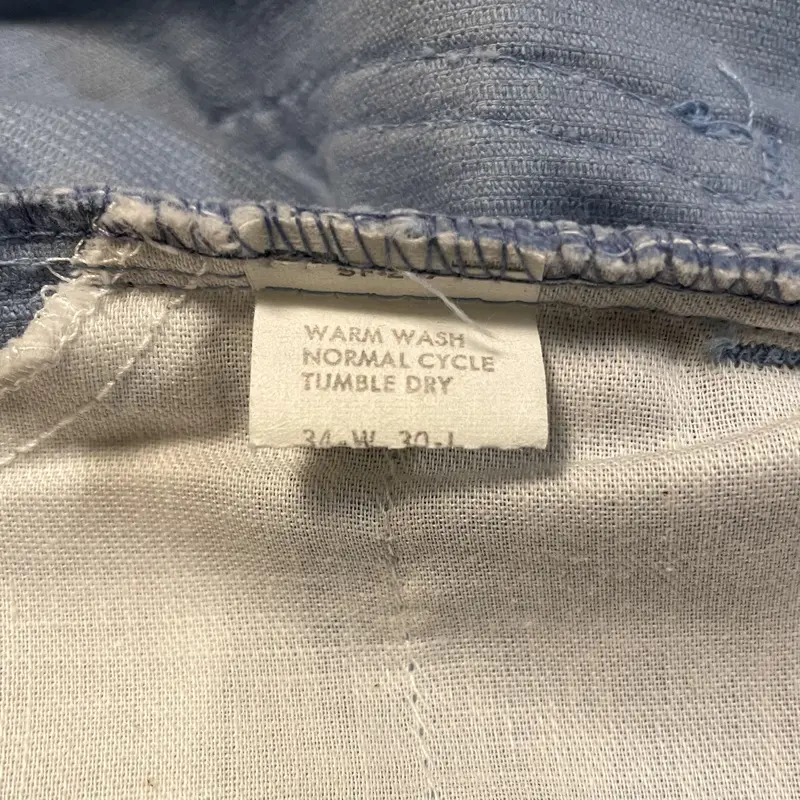 WARM WASH
NORMAL CYCLE
TUMBLE DRY
34-W 30-L